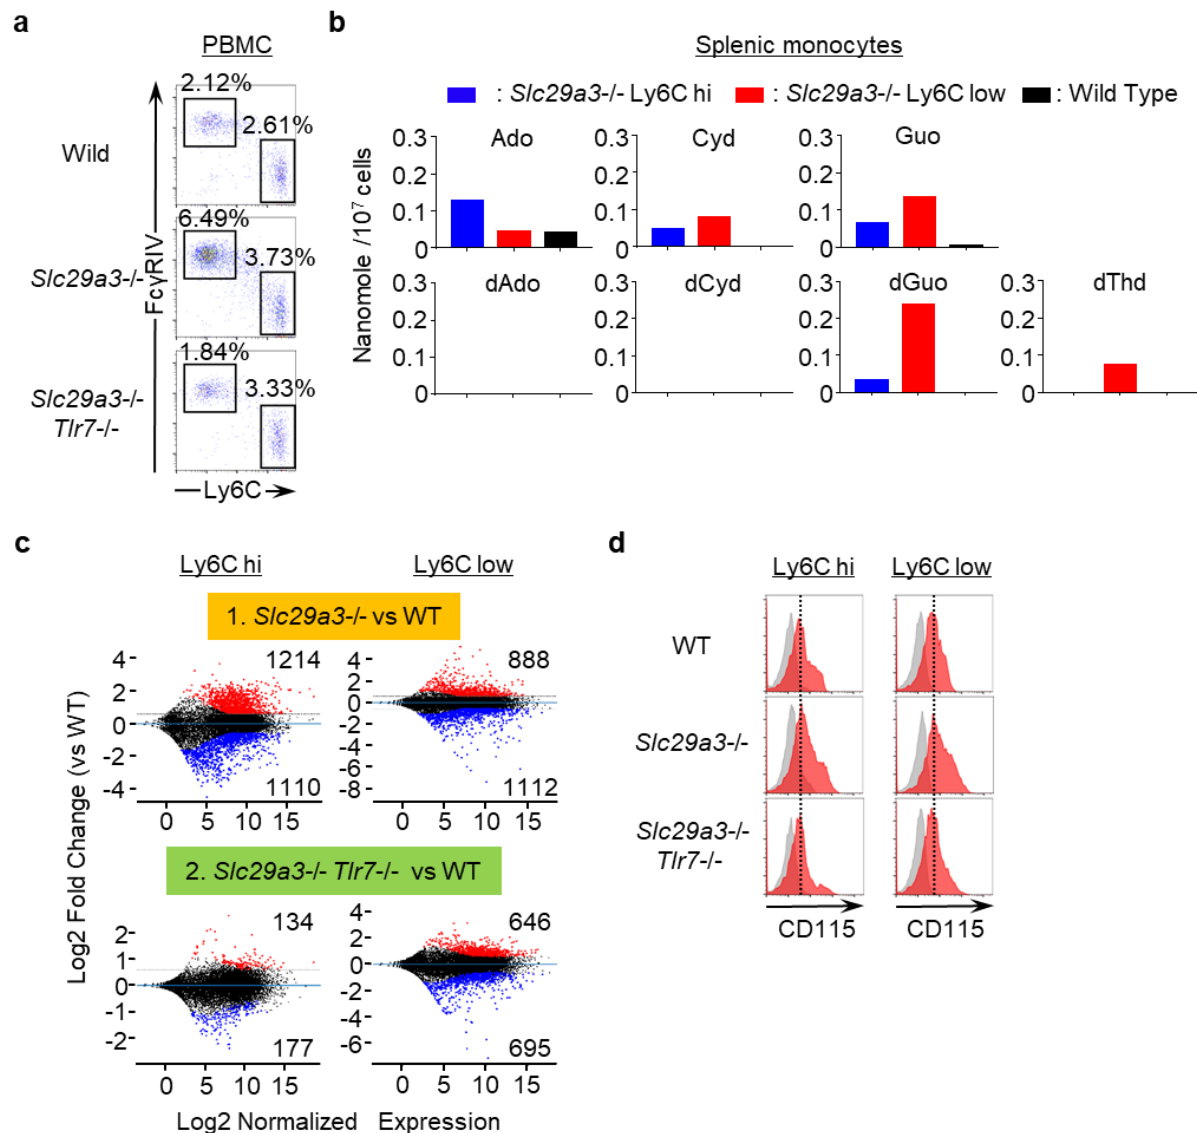 a
PBMC
2.12%
2.61%
Wild
6.49%
3.73%
Slc29a3-/-
1.84%
3.33%
Slc29a3-/-
Tlr7-/-
FcγRIV
Ly6C
b
Splenic monocytes
: Slc29a3-/- Ly6C hi : Slc29a3-/- Ly6C low : Wild Type
Nanomole /10⁷ cells
Ado Cyd Guo
0.3 0.3 0.3
0.2 0.2 0.2
0.1 0.1 0.1
0 0 0
dAdo dCyd dGuo dThd
0.3 0.3 0.3 0.3
0.2 0.2 0.2 0.2
0.1 0.1 0.1 0.1
0 0 0 0
c
Ly6C hi Ly6C low
1. Slc29a3-/- vs WT
Log2 Fold Change (vs WT)
4
2
0
-2
-4
1214
1110
0 5 10 15
4
2
0
-2
-4
-6
-8
888
1112
0 5 10 15
2. Slc29a3-/- Tlr7-/- vs WT
2
1
0
-1
-2
134
177
0 5 10 15
4
2
0
-2
-4
-6
646
695
0 5 10 15
Log2 Normalized Expression
d
Ly6C hi Ly6C low
WT
Slc29a3-/-
Slc29a3-/-
Tlr7-/-
CD115 CD115